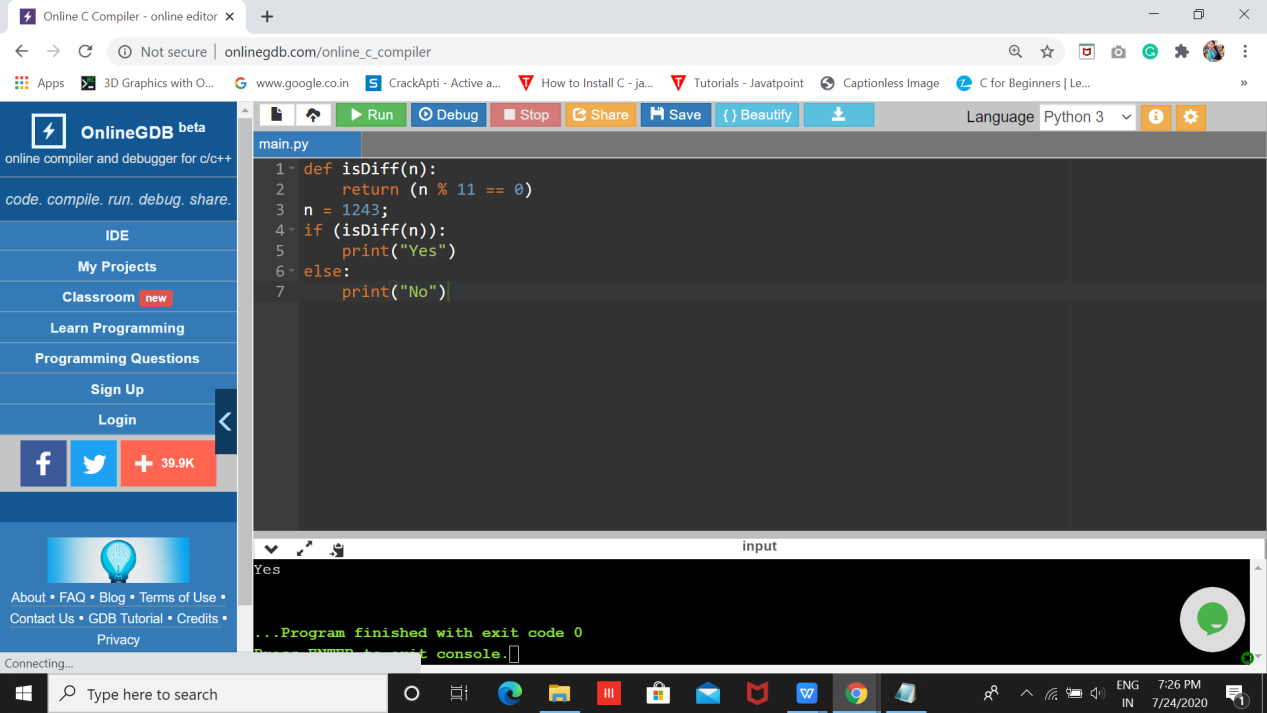 Online C Compiler - online editor
Not secure | onlinegdb.com/online_c_compiler
Apps 3D Graphics with O... www.google.co.in CrackApti - Active a... How to Install C - ja... Tutorials - Javatpoint Captionless Image C for Beginners | Le... »
OnlineGDB beta
online compiler and debugger for c/c++
code. compile. run. debug. share.
IDE
My Projects
Classroom new
Learn Programming
Programming Questions
Sign Up
Login
39.9K
About • FAQ • Blog • Terms of Use •
Contact Us • GDB Tutorial • Credits •
Privacy
Connecting...
Run Debug Stop Share Save { } Beautify Language Python 3
main.py
1 def isDiff(n):
2     return (n % 11 == 0)
3 n = 1243;
4 if (isDiff(n)):
5     print("Yes")
6 else:
7     print("No")
input
Yes
...Program finished with exit code 0
Press ENTER to exit console.
Type here to search
ENG
IN
7:26 PM
7/24/2020
1